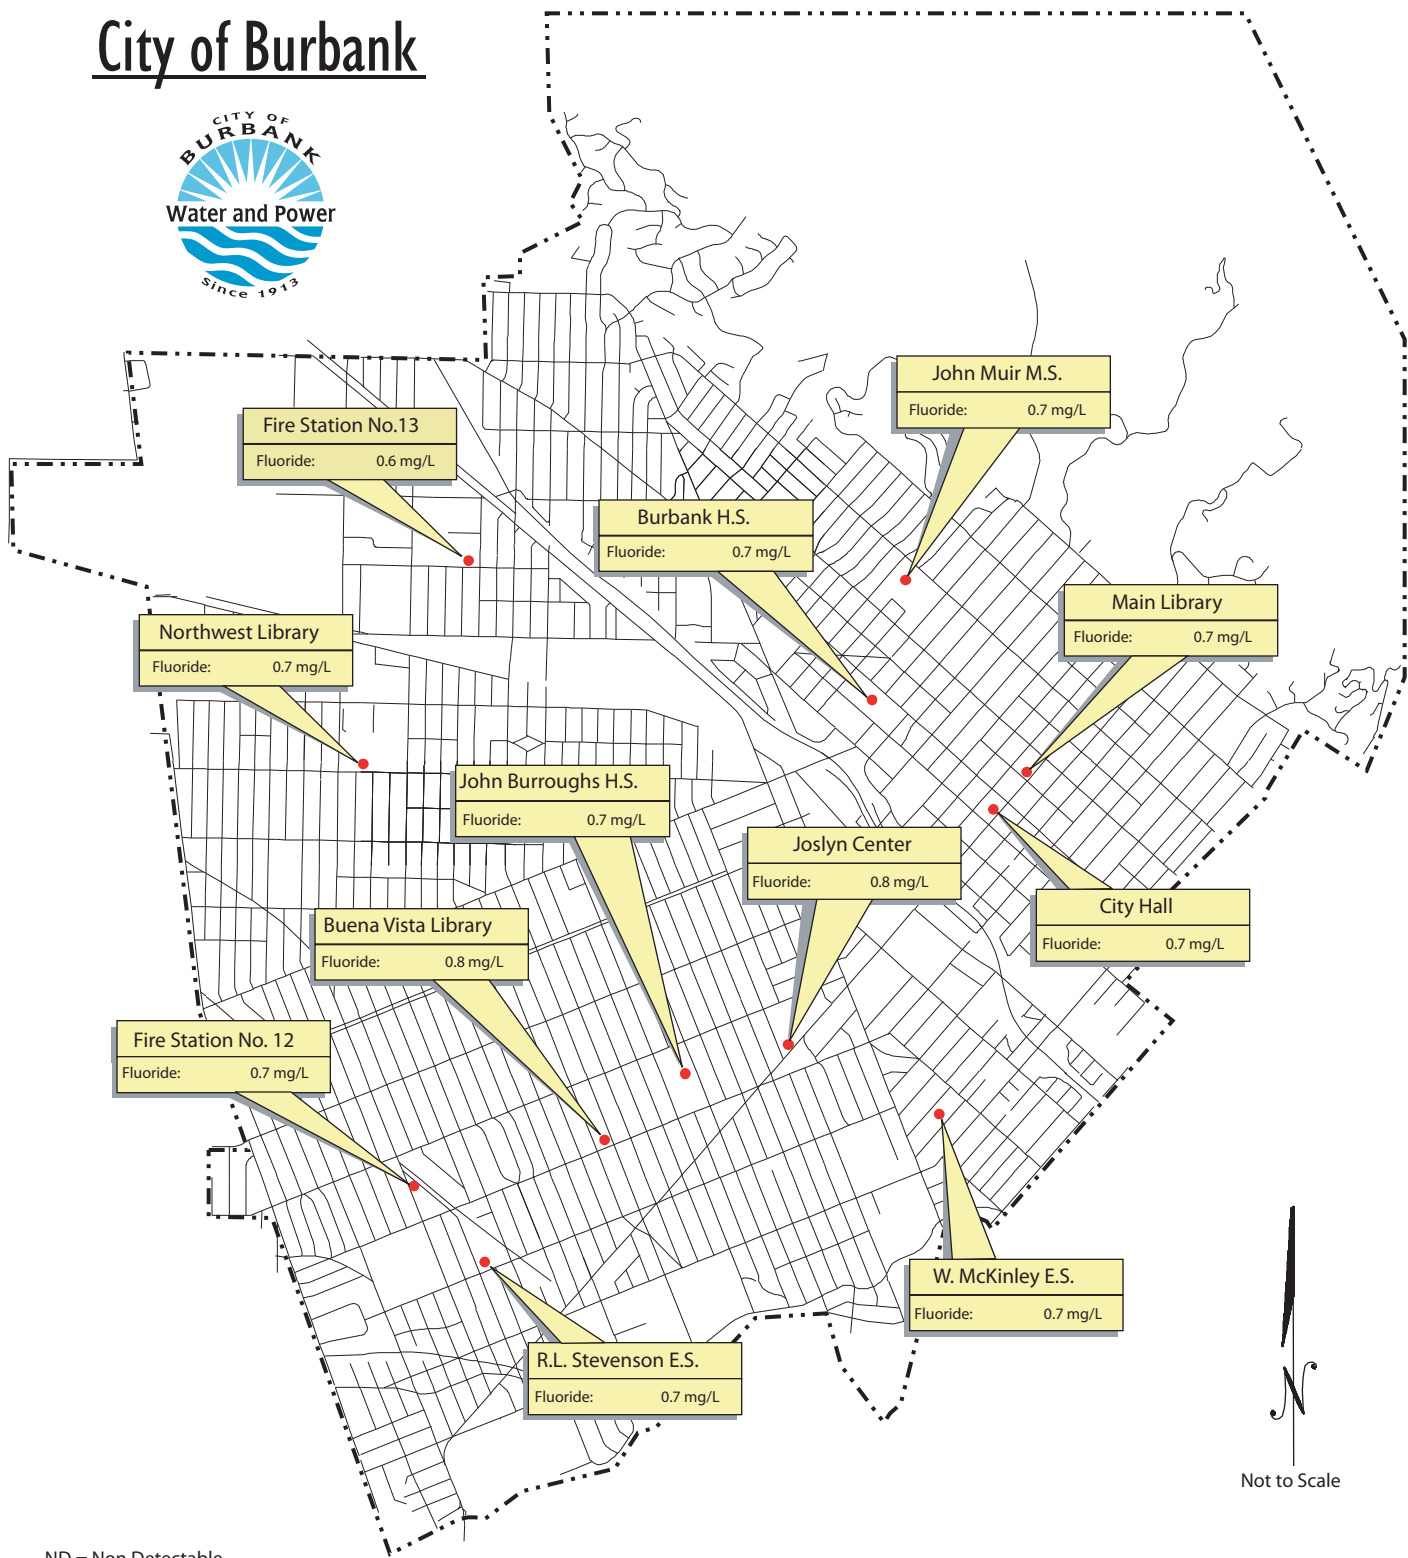 City of Burbank
CITY OF
BURBANK
Water and Power
Since 1913
John Muir M.S.
Fluoride: 0.7 mg/L
Fire Station No.13
Fluoride: 0.6 mg/L
Burbank H.S.
Fluoride: 0.7 mg/L
Main Library
Fluoride: 0.7 mg/L
Northwest Library
Fluoride: 0.7 mg/L
John Burroughs H.S.
Fluoride: 0.7 mg/L
Joslyn Center
Fluoride: 0.8 mg/L
City Hall
Fluoride: 0.7 mg/L
Buena Vista Library
Fluoride: 0.8 mg/L
Fire Station No. 12
Fluoride: 0.7 mg/L
W. McKinley E.S.
Fluoride: 0.7 mg/L
R.L. Stevenson E.S.
Fluoride: 0.7 mg/L
N
Not to Scale
ND = Non Detectable